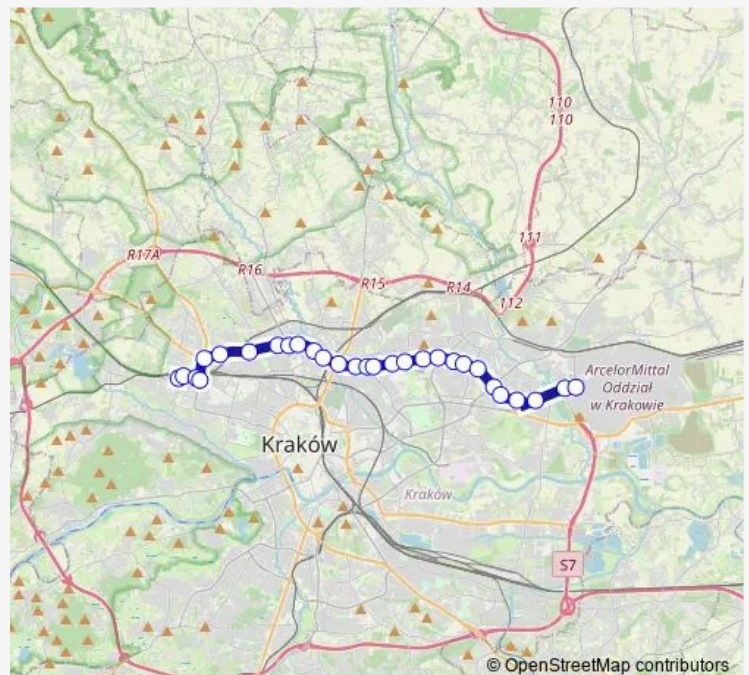 110
110
111
R17A
R16
R15
R14
112
ArcelorMittal
Oddział
w Krakowie
Kraków
Kraków
S7
© OpenStreetMap contributors